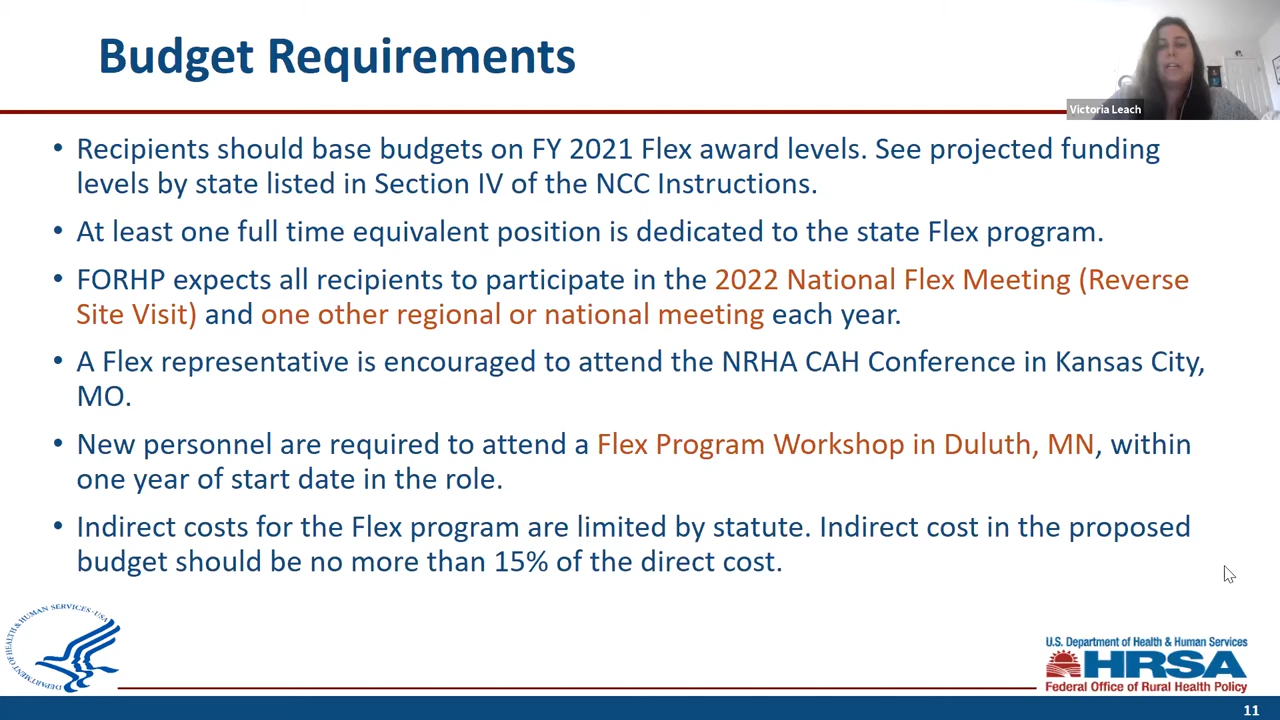 Budget Requirements
Victoria Leach
• Recipients should base budgets on FY 2021 Flex award levels. See projected funding
levels by state listed in Section IV of the NCC Instructions.
• At least one full time equivalent position is dedicated to the state Flex program.
• FORHP expects all recipients to participate in the 2022 National Flex Meeting (Reverse
Site Visit) and one other regional or national meeting each year.
• A Flex representative is encouraged to attend the NRHA CAH Conference in Kansas City,
MO.
• New personnel are required to attend a Flex Program Workshop in Duluth, MN, within
one year of start date in the role.
• Indirect costs for the Flex program are limited by statute. Indirect cost in the proposed
budget should be no more than 15% of the direct cost.
DEPARTMENT OF HEALTH & HUMAN SERVICES • USA
U.S. Department of Health & Human Services
HRSA
Federal Office of Rural Health Policy
11